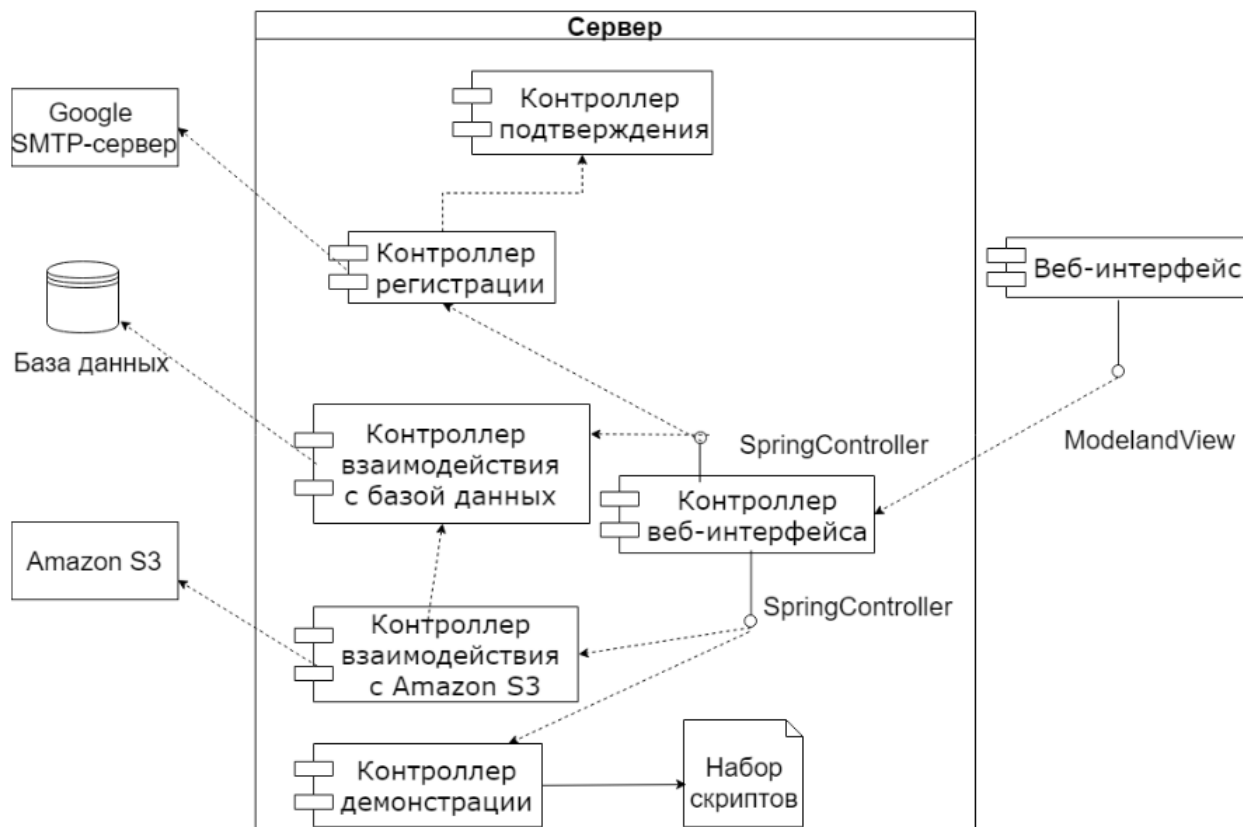 Сервер
Контроллер
подтверждения
Google
SMTP-сервер
Контроллер
регистрации
Веб-интерфейс
База данных
Контроллер
взаимодействия
с базой данных
SpringController
ModelandView
Контроллер
веб-интерфейса
Amazon S3
SpringController
Контроллер
взаимодействия
с Amazon S3
Контроллер
демонстрации
Набор
скриптов